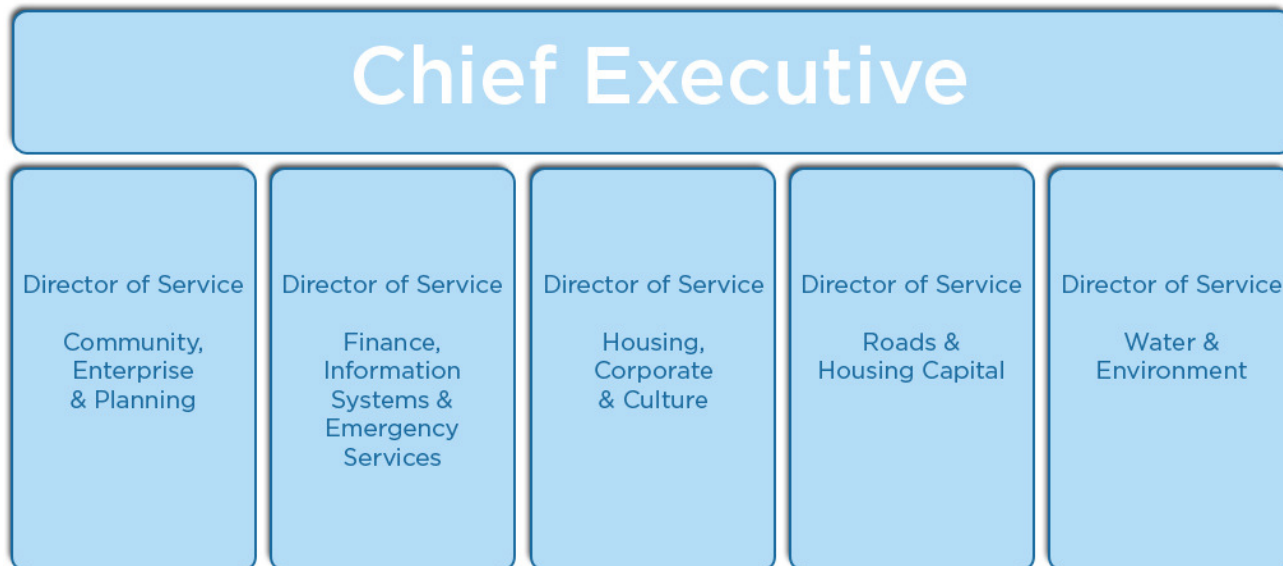 Chief Executive
Director of Service
Community,
Enterprise
& Planning
Director of Service
Finance,
Information
Systems &
Emergency
Services
Director of Service
Housing,
Corporate
& Culture
Director of Service
Roads &
Housing Capital
Director of Service
Water &
Environment